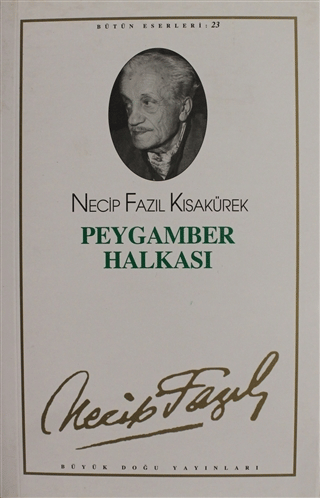 BÜTÜN ESERLERİ: 23
NECİP FAZIL KISAKÜREK
PEYGAMBER
HALKASI
Necip Fazıl
BÜYÜK DOĞU YAYINLARI